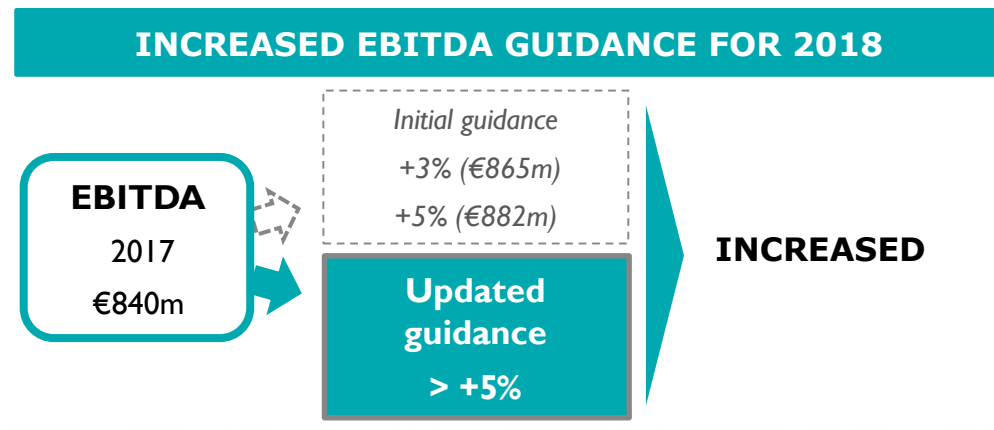 INCREASED EBITDA GUIDANCE FOR 2018
EBITDA
2017
€840m
Initial guidance
+3% (€865m)
+5% (€882m)
Updated
guidance
> +5%
INCREASED